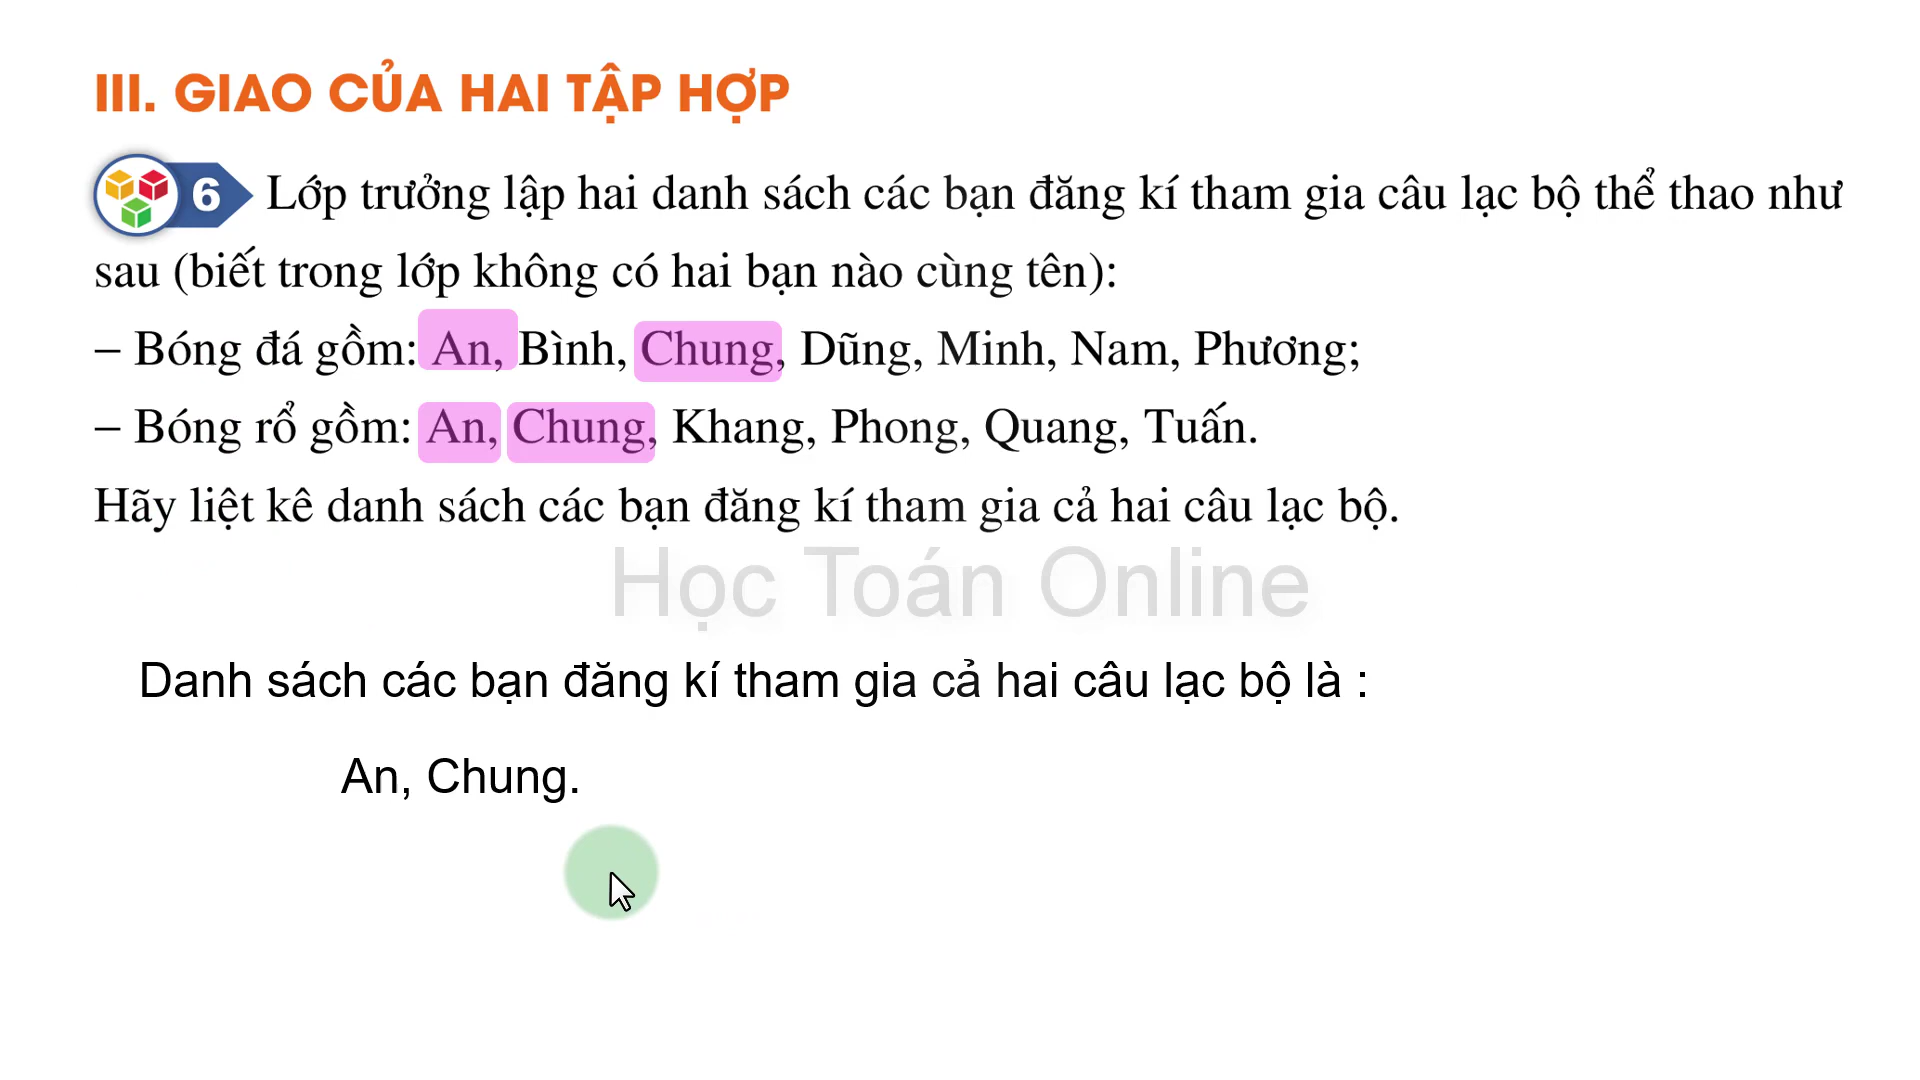 III. GIAO CỦA HAI TẬP HỢP
6 Lớp trưởng lập hai danh sách các bạn đăng kí tham gia câu lạc bộ thể thao như
sau (biết trong lớp không có hai bạn nào cùng tên):
– Bóng đá gồm: An, Bình, Chung, Dũng, Minh, Nam, Phương;
– Bóng rổ gồm: An, Chung, Khang, Phong, Quang, Tuấn.
Hãy liệt kê danh sách các bạn đăng kí tham gia cả hai câu lạc bộ.
Học Toán Online
Danh sách các bạn đăng kí tham gia cả hai câu lạc bộ là :
An, Chung.